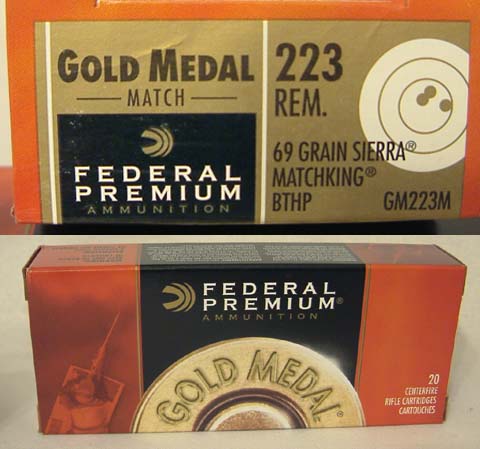 GOLD MEDAL
MATCH
FEDERAL
PREMIUM
AMMUNITION
223
REM.
69 GRAIN SIERRA®
MATCHKING®
BTHP GM223M
FEDERAL
PREMIUM®
AMMUNITION
GOLD MEDAL®
20
CENTERFIRE
RIFLE CARTRIDGES
CARTOUCHES